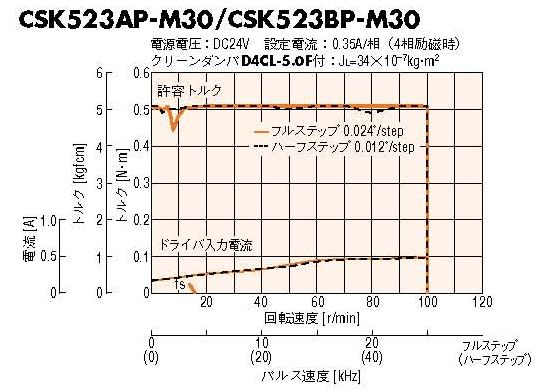 CSK523AP-M30/CSK523BP-M30
電源電圧：DC24V 設定電流：0.35A/相（4相励磁時）
クリーンダンパD4CL-5.0F付：JL=34×10⁻⁷kg·m²
許容トルク
フルステップ 0.024°/step
ハーフステップ 0.012°/step
ドライバ入力電流
fs
電流 [A]
1.0
0.5
0
トルク [kgfcm]
6
5
4
3
2
1
0
トルク [N·m]
0.6
0.5
0.4
0.3
0.2
0.1
0
20 40 60 80 100 120
回転速度 [r/min]
0 10 20 フルステップ
(0) (20) (40) (ハーフステップ)
パルス速度 [kHz]